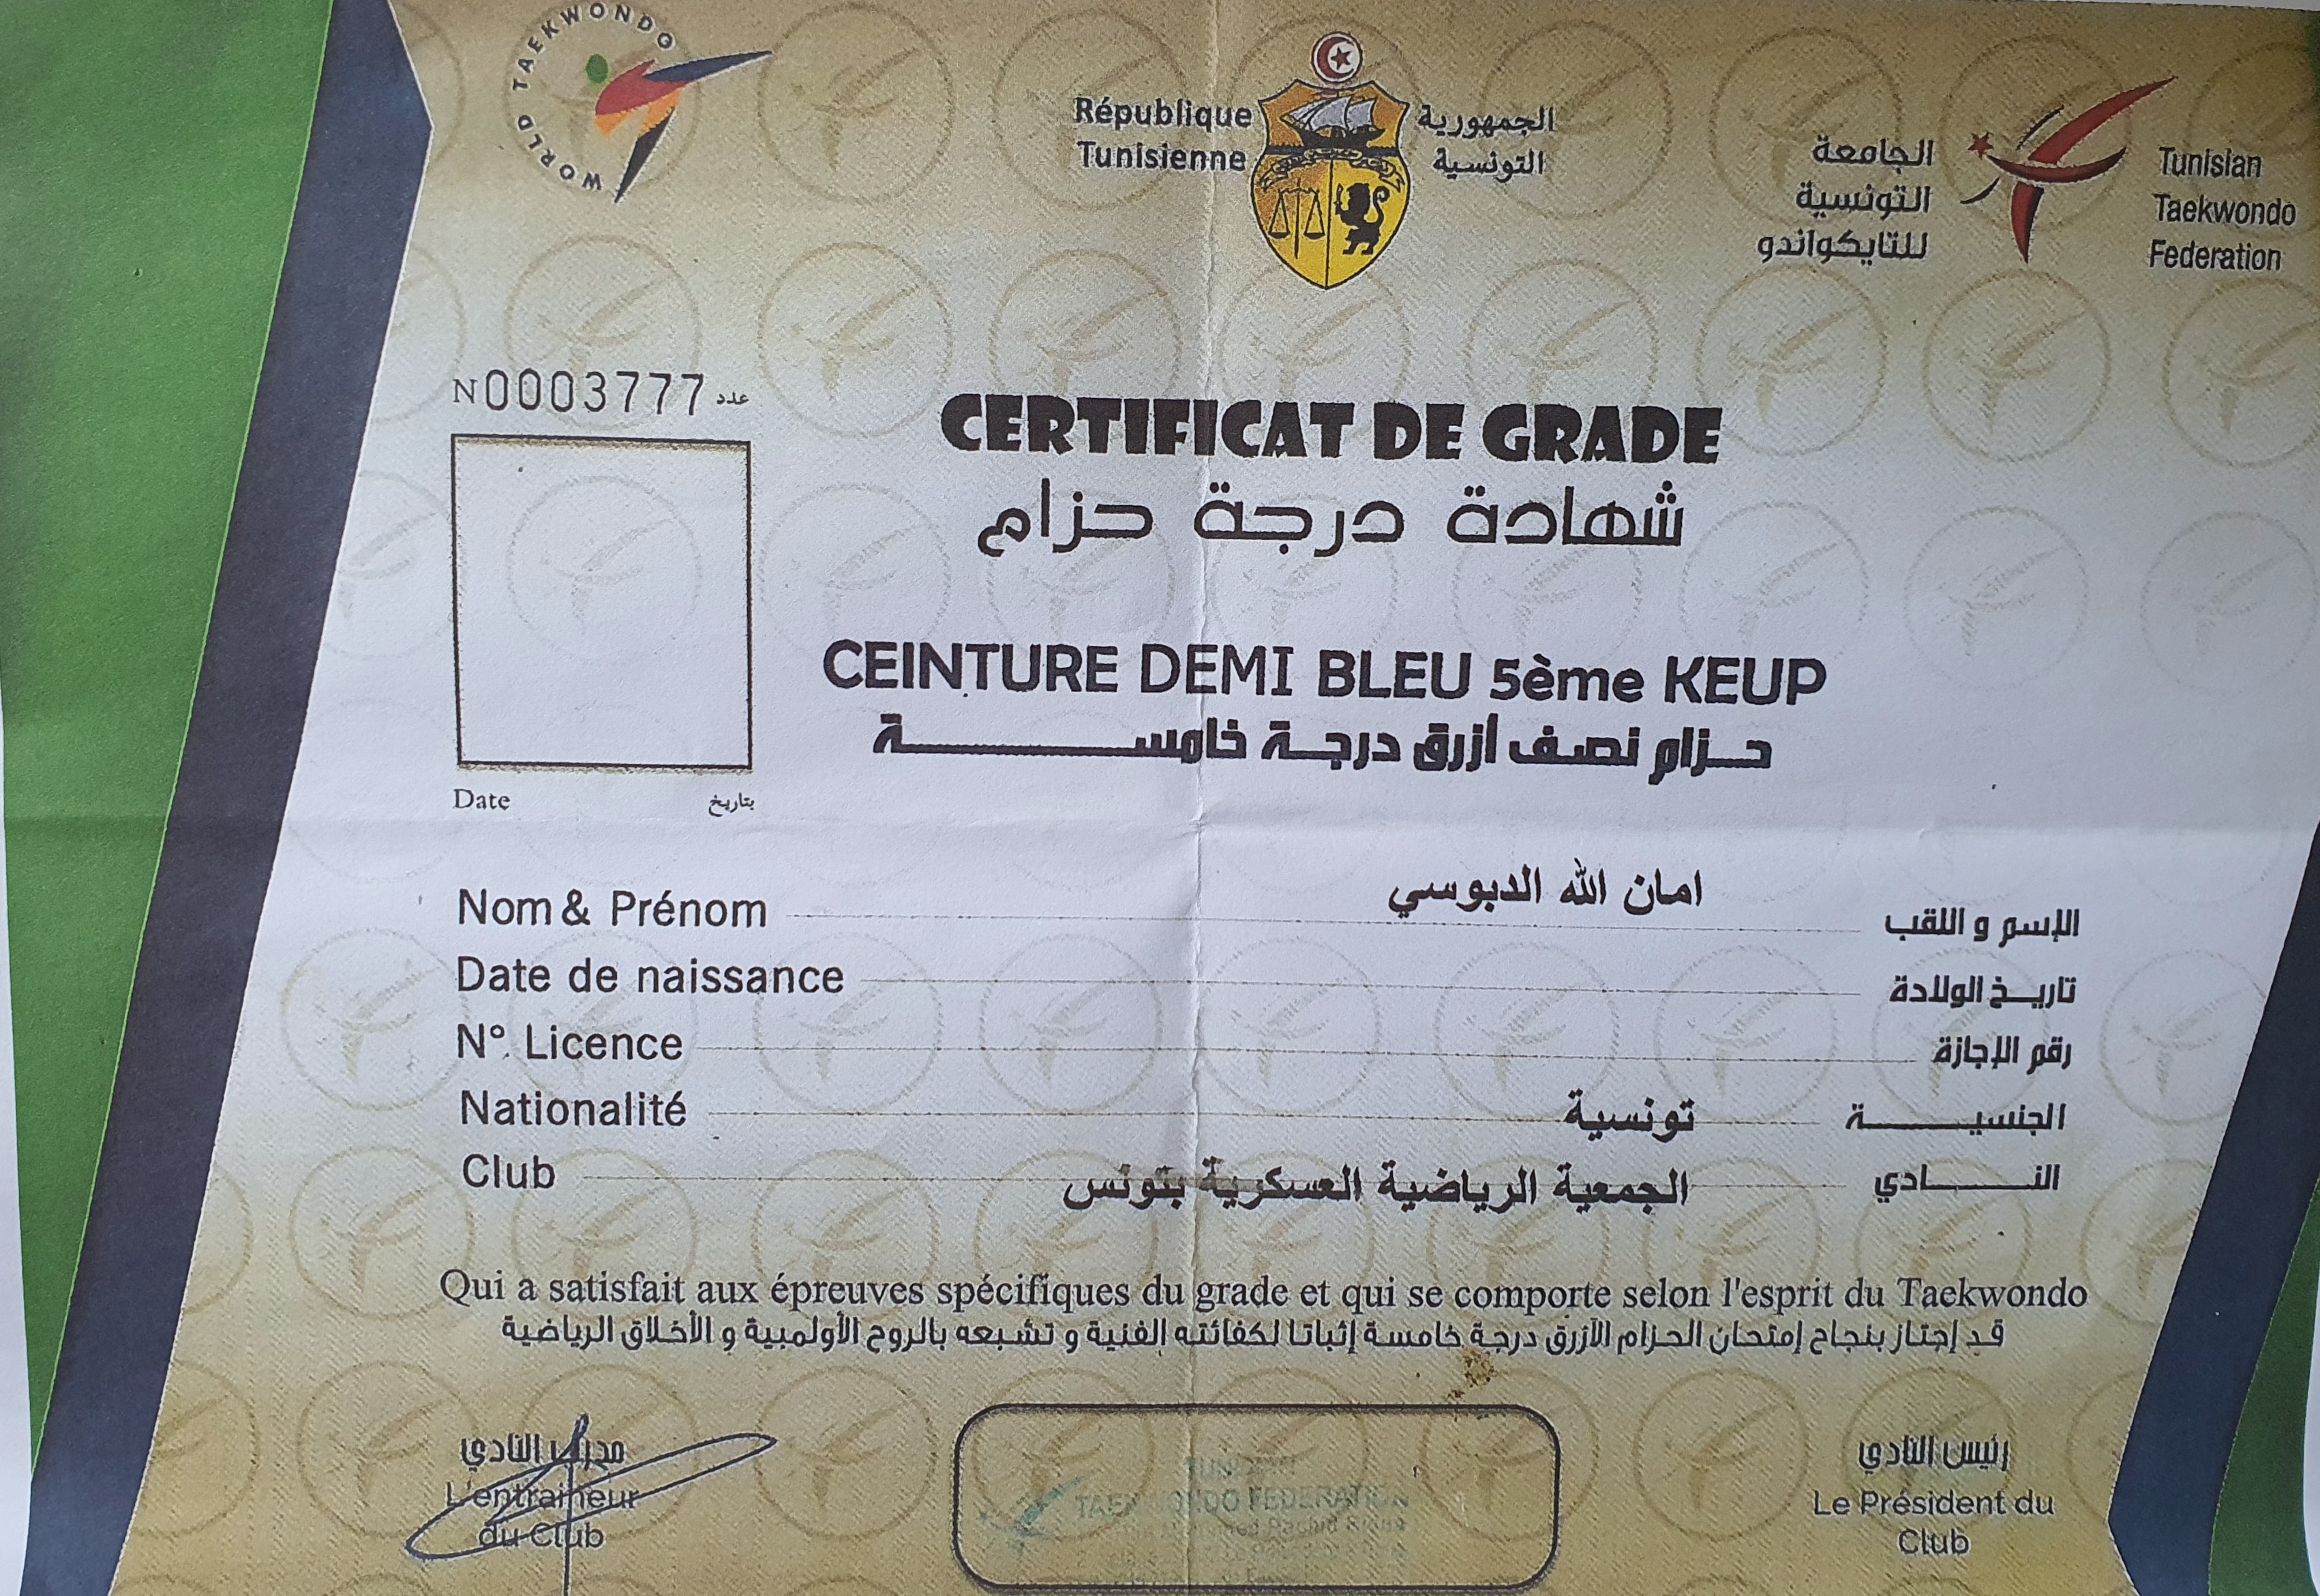 WORLD TAEKWONDO
République
Tunisienne
الجمهورية
التونسية
الجامعة
التونسية
للتايكواندو
Tunisian
Taekwondo
Federation
N0003777 عدد
CERTIFICAT DE GRADE
شهادة درجة حزام
CEINTURE DEMI BLEU 5ème KEUP
حزام نصف أزرق درجة خامسة
Date بتاريخ
Nom & Prénom امان الله الدبوسي الإسم و اللقب
Date de naissance تاريخ الولادة
N° Licence رقم الإجازة
Nationalité تونسية الجنسية
Club الجمعية الرياضية العسكرية بتونس النادي
Qui a satisfait aux épreuves spécifiques du grade et qui se comporte selon l'esprit du Taekwondo
قد إجتاز بنجاح إمتحان الحزام الأزرق درجة خامسة إثباتا لكفائته الفنية و تشبعه بالروح الأولمبية و الأخلاق الرياضية
مدرب النادي
L'entraineur
du Club
TAEKWONDO FEDERATION
رئيس النادي
Le Président du
Club